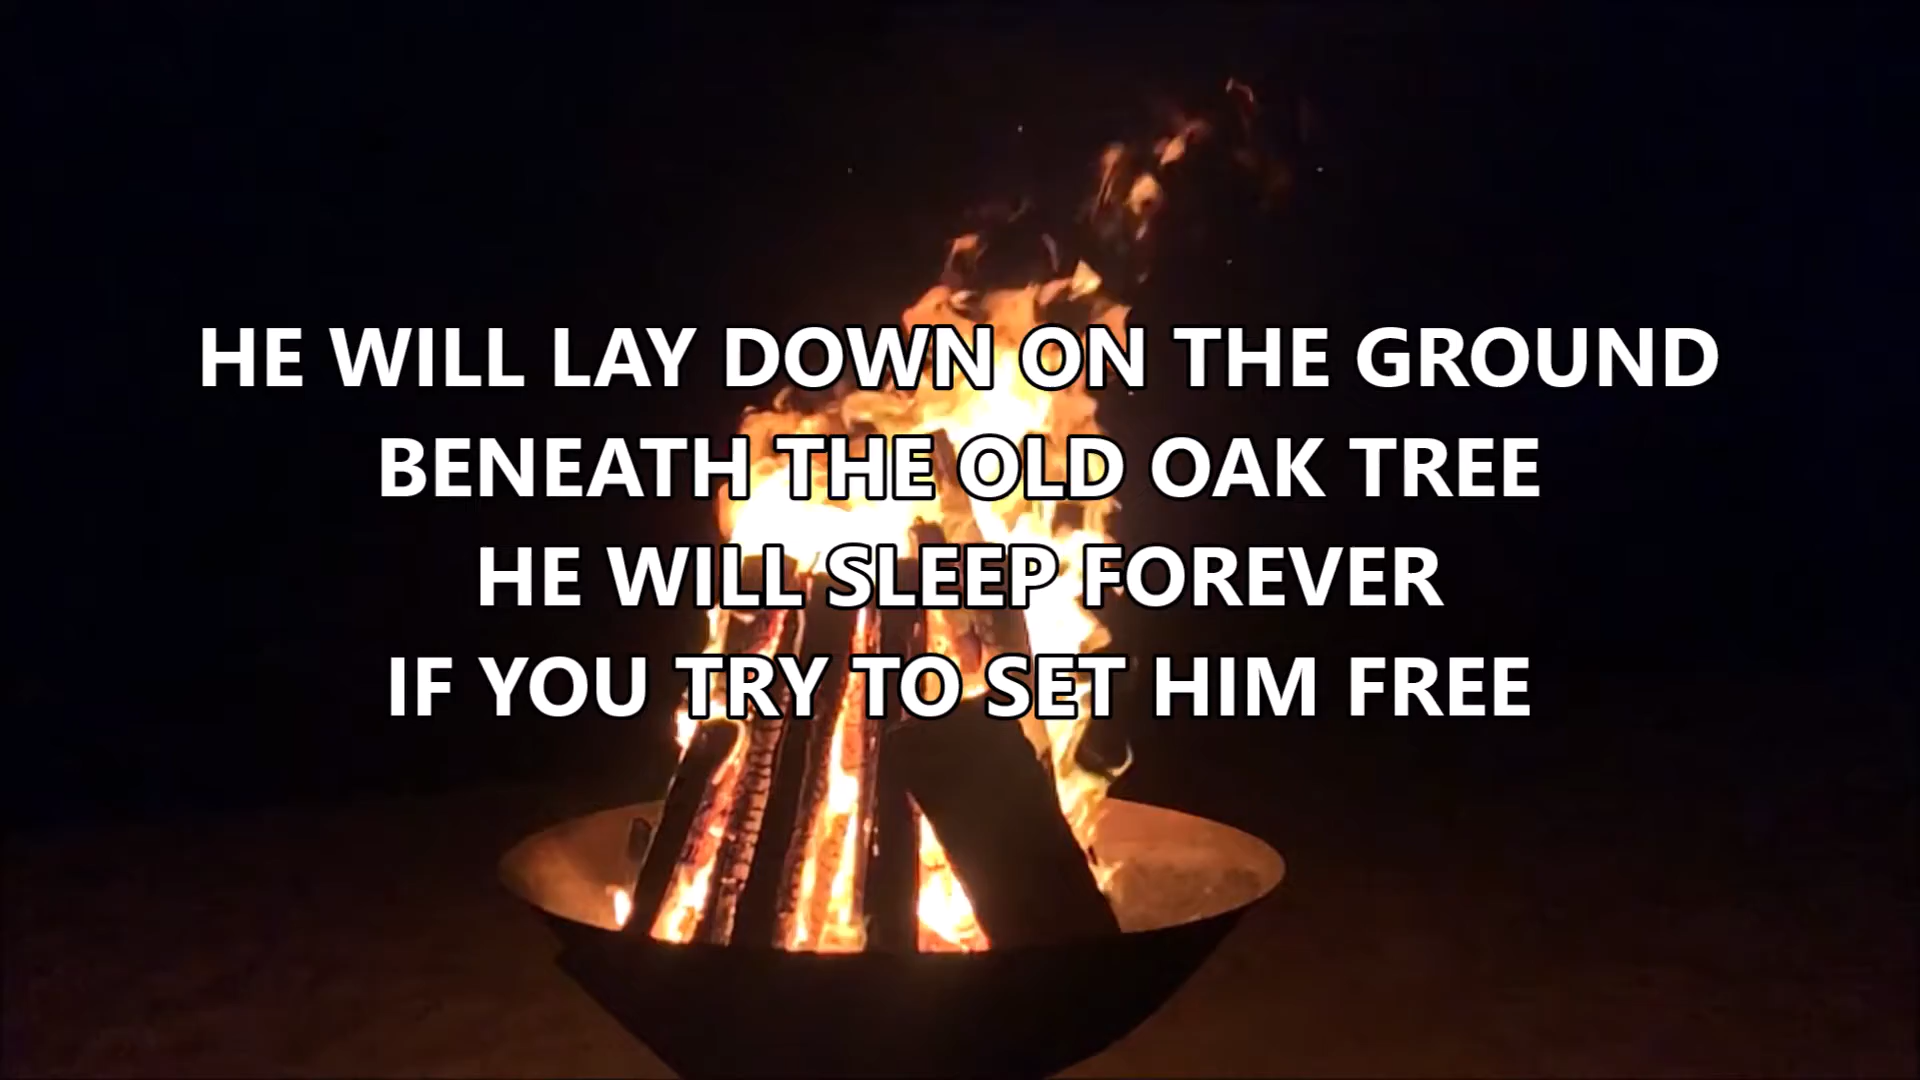 HE WILL LAY DOWN ON THE GROUND
BENEATH THE OLD OAK TREE
HE WILL SLEEP FOREVER
IF YOU TRY TO SET HIM FREE